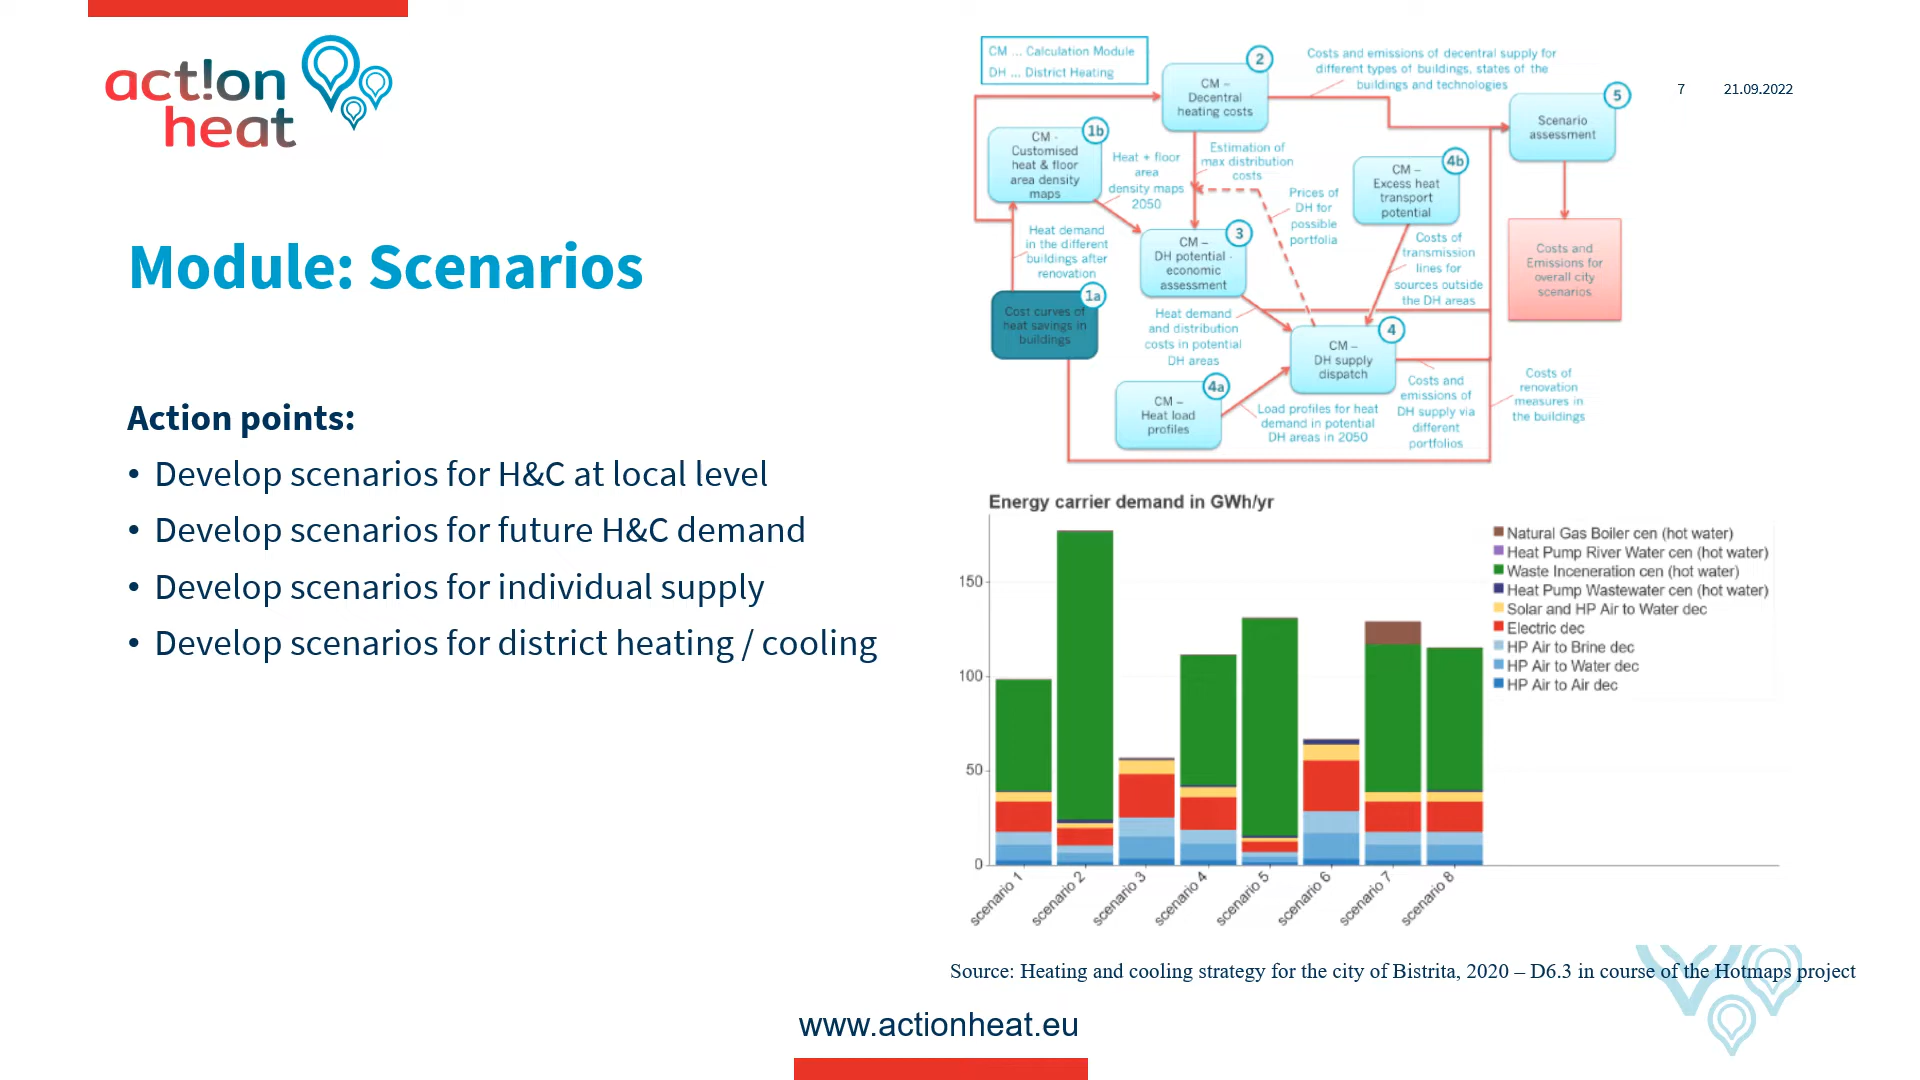 act!on
heat
Module: Scenarios
Action points:
• Develop scenarios for H&C at local level
• Develop scenarios for future H&C demand
• Develop scenarios for individual supply
• Develop scenarios for district heating / cooling
7
21.09.2022
CM ... Calculation Module
DH ... District Heating
2
CM –
Decentral
heating costs
Costs and emissions of decentral supply for
different types of buildings, states of the
buildings and technologies
5
Scenario
assessment
1b
CM -
Customised
heat & floor
area density
maps
Heat + floor
area
density maps
2050
Estimation of
max distribution
costs
4b
CM –
Excess heat
transport
potential
Prices of
DH for
possible
portfolia
Heat demand
in the different
buildings after
renovation
3
CM –
DH potential -
economic
assessment
Costs of
transmission
lines for
sources outside
the DH areas
Costs and
Emissions for
overall city
scenarios
1a
Cost curves of
heat savings in
buildings
Heat demand
and distribution
costs in potential
DH areas
4
CM –
DH supply
dispatch
4a
CM –
Heat load
profiles
Load profiles for heat
demand in potential
DH areas in 2050
Costs and
emissions of
DH supply via
different
portfolios
Costs of
renovation
measures in
the buildings
Energy carrier demand in GWh/yr
150
100
50
0
scenario 1
scenario 2
scenario 3
scenario 4
scenario 5
scenario 6
scenario 7
scenario 8
Natural Gas Boiler cen (hot water)
Heat Pump River Water cen (hot water)
Waste Inceneration cen (hot water)
Heat Pump Wastewater cen (hot water)
Solar and HP Air to Water dec
Electric dec
HP Air to Brine dec
HP Air to Water dec
HP Air to Air dec
Source: Heating and cooling strategy for the city of Bistrita, 2020 – D6.3 in course of the Hotmaps project
www.actionheat.eu